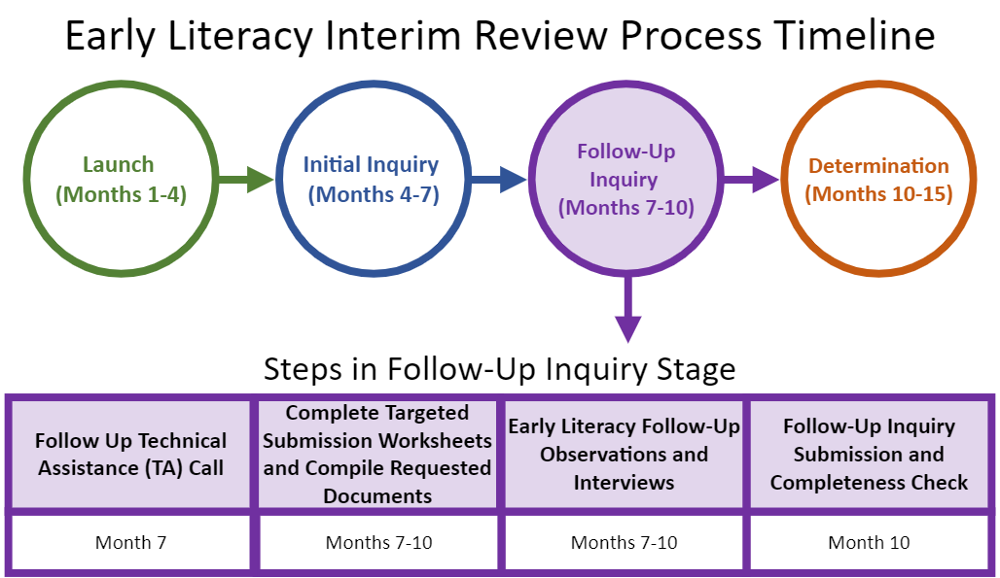 Early Literacy Interim Review Process Timeline
Launch
(Months 1-4)
Initial Inquiry
(Months 4-7)
Follow-Up
Inquiry
(Months 7-10)
Determination
(Months 10-15)
Steps in Follow-Up Inquiry Stage
Follow Up Technical
Assistance (TA) Call
Complete Targeted
Submission Worksheets
and Compile Requested
Documents
Early Literacy Follow-Up
Observations and
Interviews
Follow-Up Inquiry
Submission and
Completeness Check
Month 7
Months 7-10
Months 7-10
Month 10